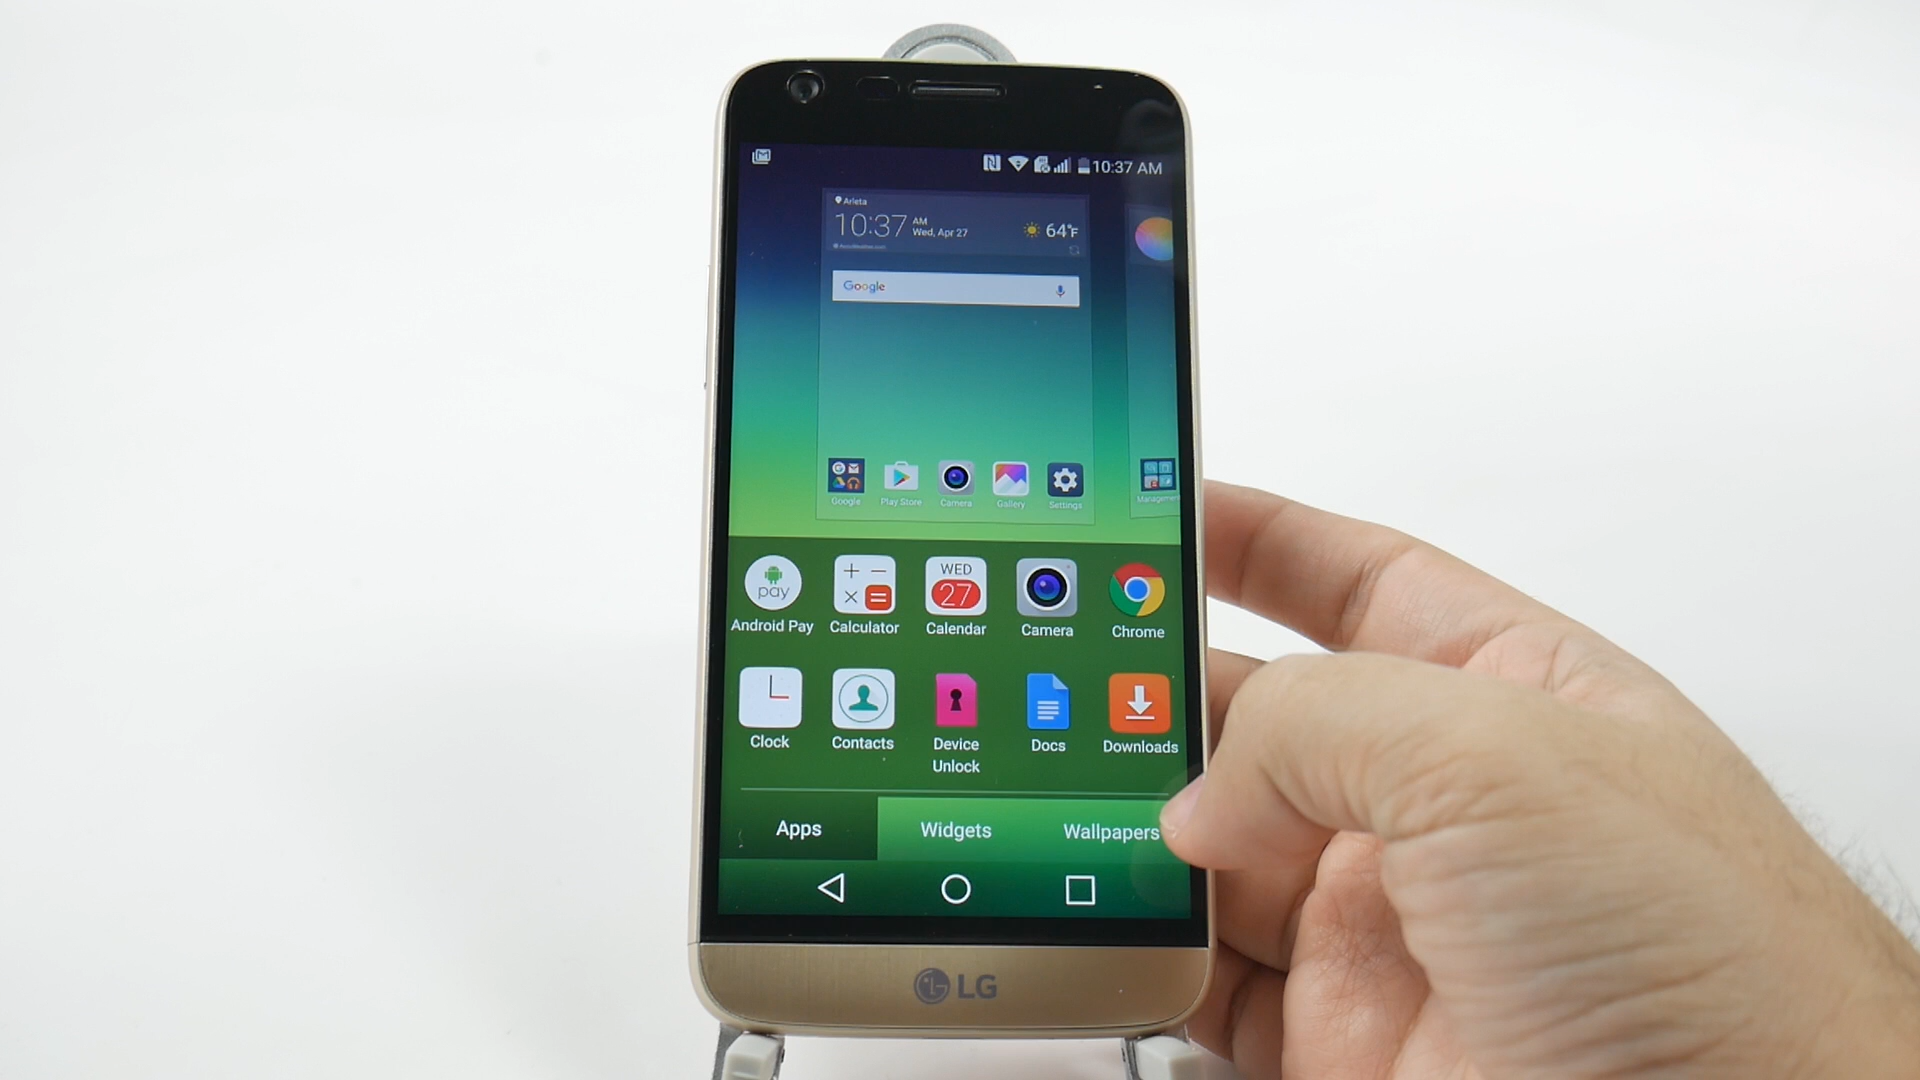 10:37 AM
Arleta
10:37 AM
Wed, Apr 27
64°F
Google
Google
Play Store
Camera
Gallery
Settings
pay
WED
27
Android Pay
Calculator
Calendar
Camera
Chrome
Clock
Contacts
Device
Unlock
Docs
Downloads
Apps
Widgets
Wallpapers
LG